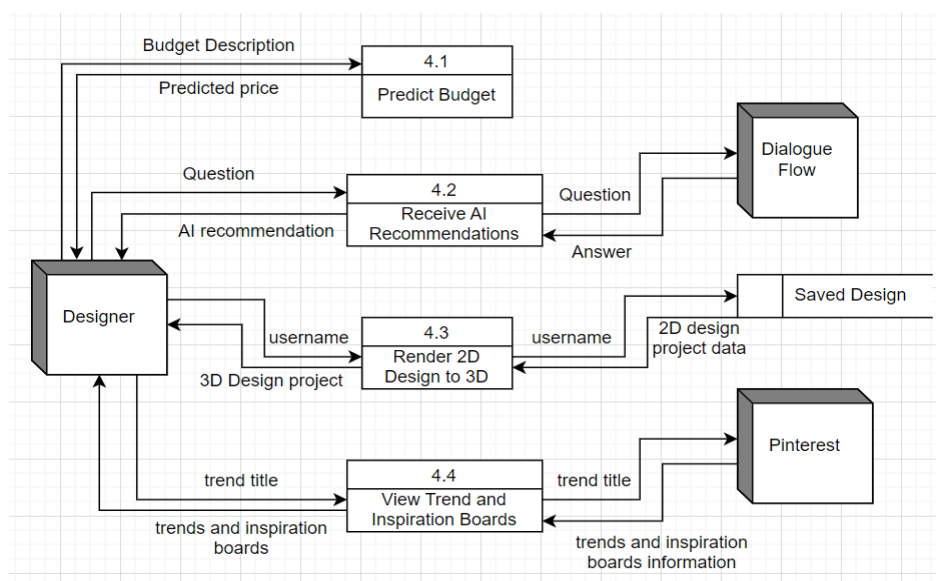 Budget Description
4.1
Predicted price
Predict Budget
Dialogue
Flow
Question
4.2
Question
Receive AI
Recommendations
AI recommendation
Answer
Designer
Saved Design
username
4.3
username
2D design
project data
Render 2D
Design to 3D
3D Design project
Pinterest
trend title
4.4
trend title
View Trend and
Inspiration Boards
trends and inspiration
boards
trends and inspiration
boards information